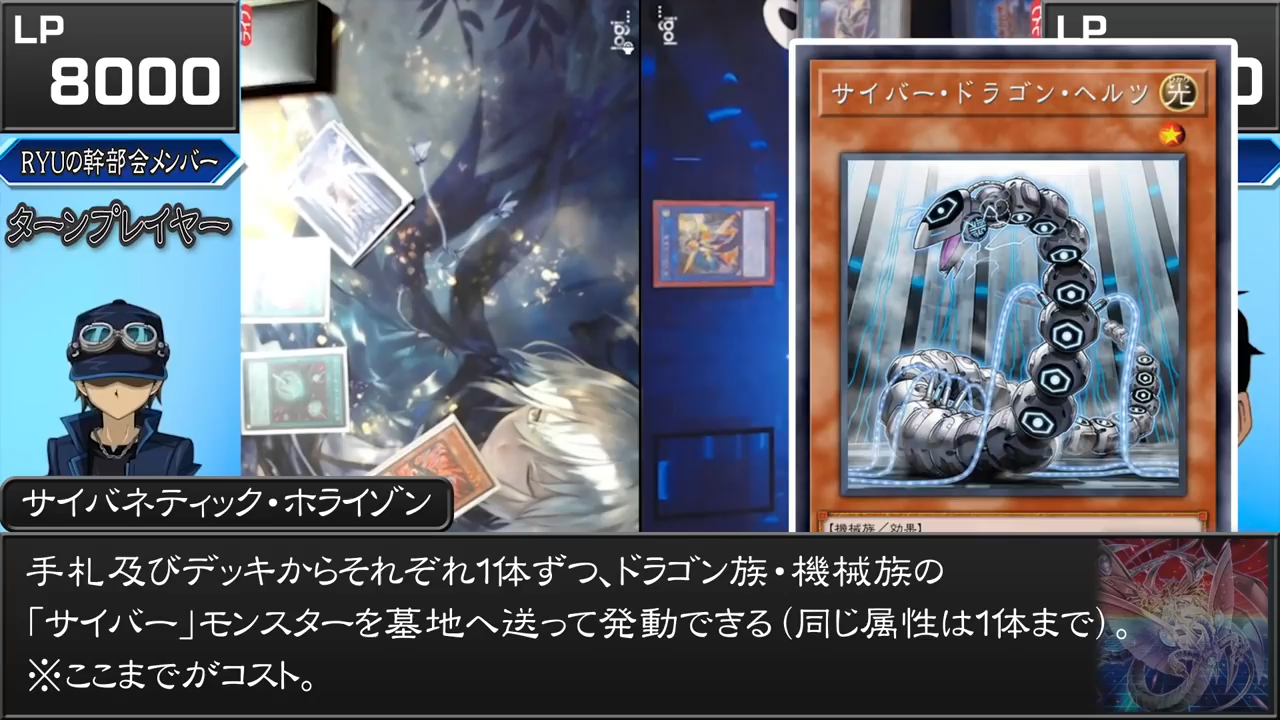 LP
8000
RYUの幹部会メンバー
ターンプレイヤー
igoi
igoi
LP
0
サイバー・ドラゴン・ヘルツ
光
【機械族/効果】
サイバネティック・ホライゾン
手札及びデッキからそれぞれ1体ずつ、ドラゴン族・機械族の
「サイバー」モンスターを墓地へ送って発動できる(同じ属性は1体まで)。
※ここまでがコスト。